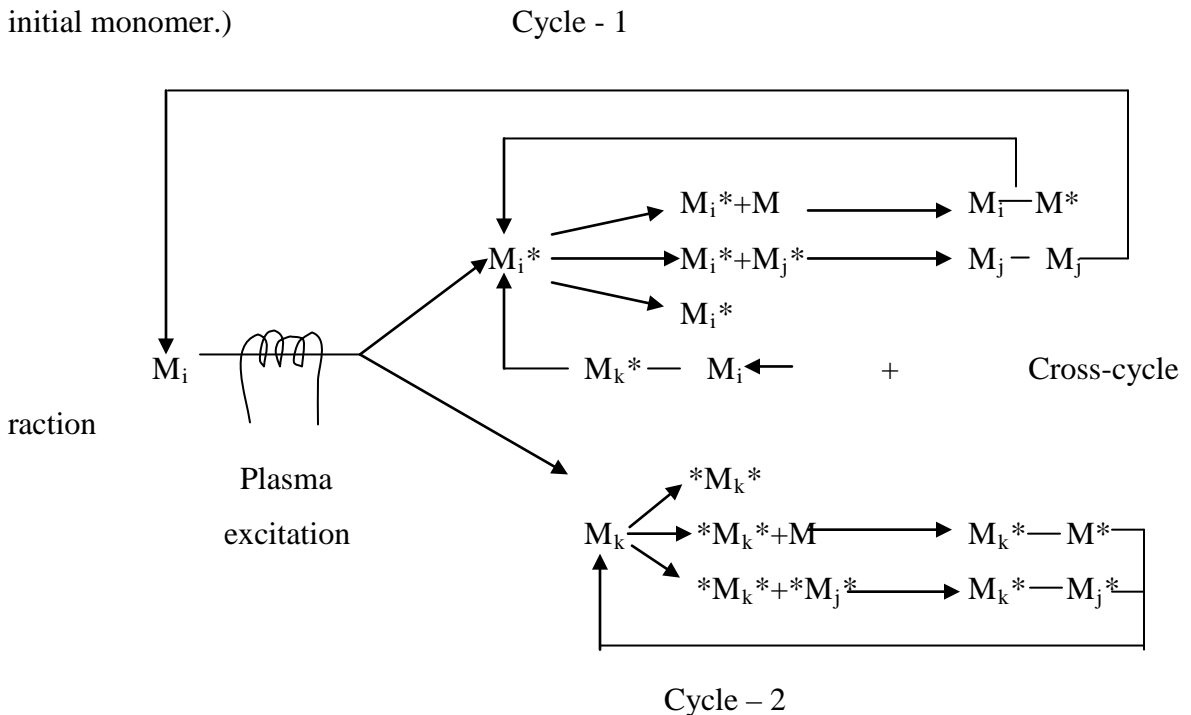 initial monomer.) Cycle - 1
Mᵢ*+M Mᵢ — M*
Mᵢ* Mᵢ*+Mⱼ* Mⱼ – Mⱼ
Mᵢ*
Mᵢ Mₖ* — Mᵢ + Cross-cycle
raction
Plasma *Mₖ*
excitation Mₖ *Mₖ*+M Mₖ* — M*
*Mₖ*+*Mⱼ* Mₖ* — Mⱼ*
Cycle – 2